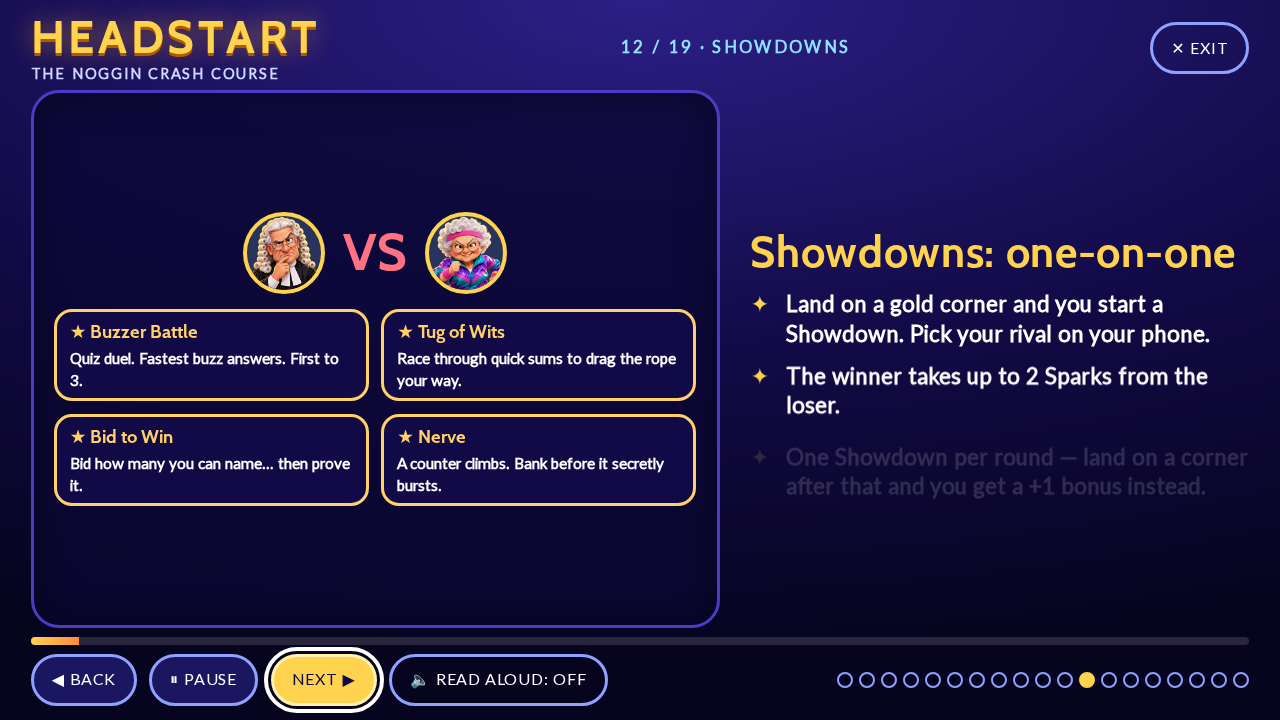 HEADSTART
THE NOGGIN CRASH COURSE
12 / 19 · SHOWDOWNS
✕ EXIT
VS
★ Buzzer Battle
Quiz duel. Fastest buzz answers. First to
3.
★ Tug of Wits
Race through quick sums to drag the rope
your way.
★ Bid to Win
Bid how many you can name... then prove
it.
★ Nerve
A counter climbs. Bank before it secretly
bursts.
Showdowns: one-on-one
✦ Land on a gold corner and you start a
Showdown. Pick your rival on your phone.
✦ The winner takes up to 2 Sparks from the
loser.
✦ One Showdown per round — land on a corner
after that and you get a +1 bonus instead.
◀ BACK
⏸ PAUSE
NEXT ▶
🔈 READ ALOUD: OFF